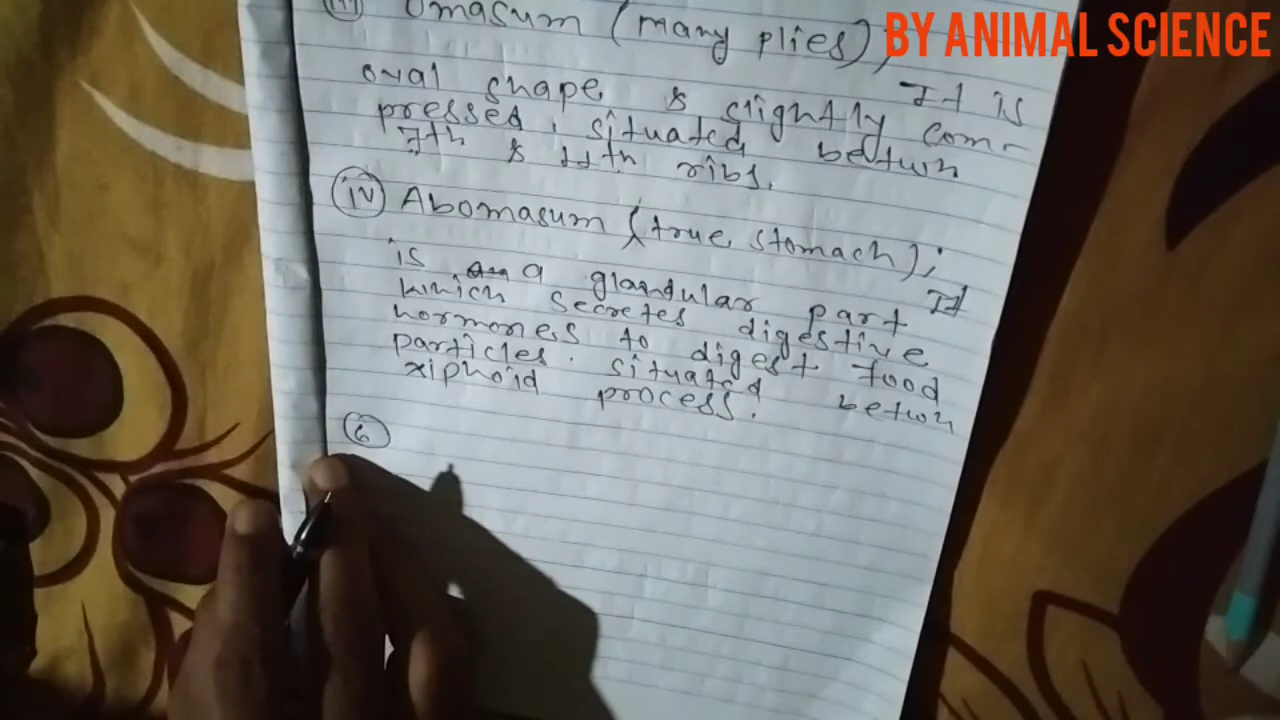 BY ANIMAL SCIENCE
(iii) Omasum (many plies); It is
oval shape & slightly com-
pressed, situated betwn
7th & 11th ribs.
(iv) Abomasum (true stomach); It
is a glandular part
which secretes digestive
hormones to digest food
particles. situated betwn
xiphoid process.
(6)